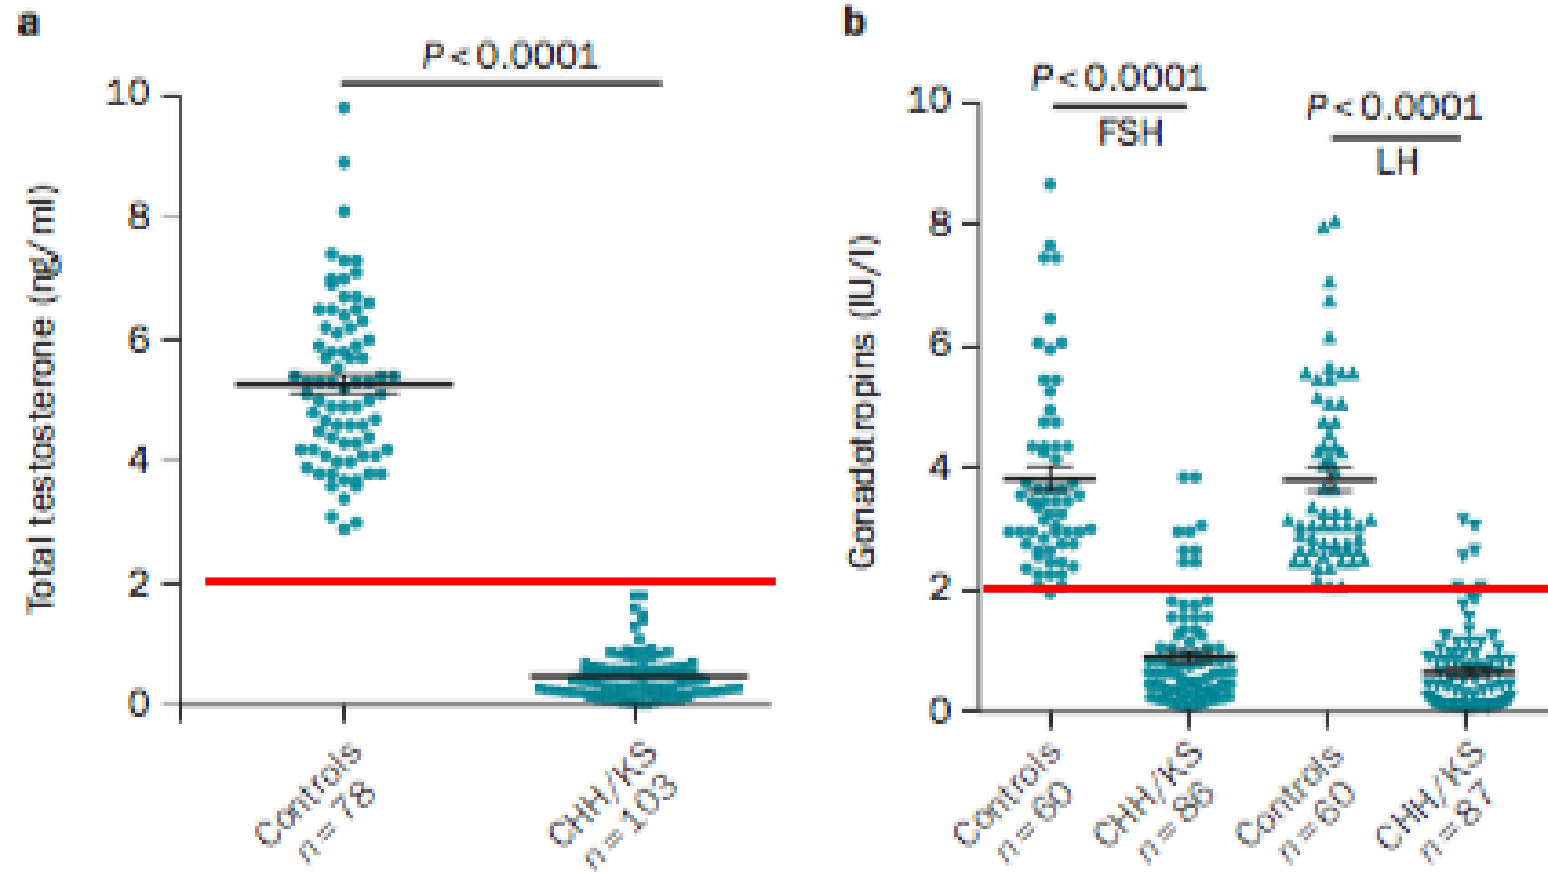 a
P < 0.0001
10
8
6
4
2
0
Total testosterone (ng/ml)
Controls
n = 78
CHH/KS
n = 103
b
P < 0.0001
FSH
P < 0.0001
LH
10
8
6
4
2
0
Gonadotropins (IU/l)
Controls
n = 60
CHH/KS
n = 86
Controls
n = 60
CHH/KS
n = 87